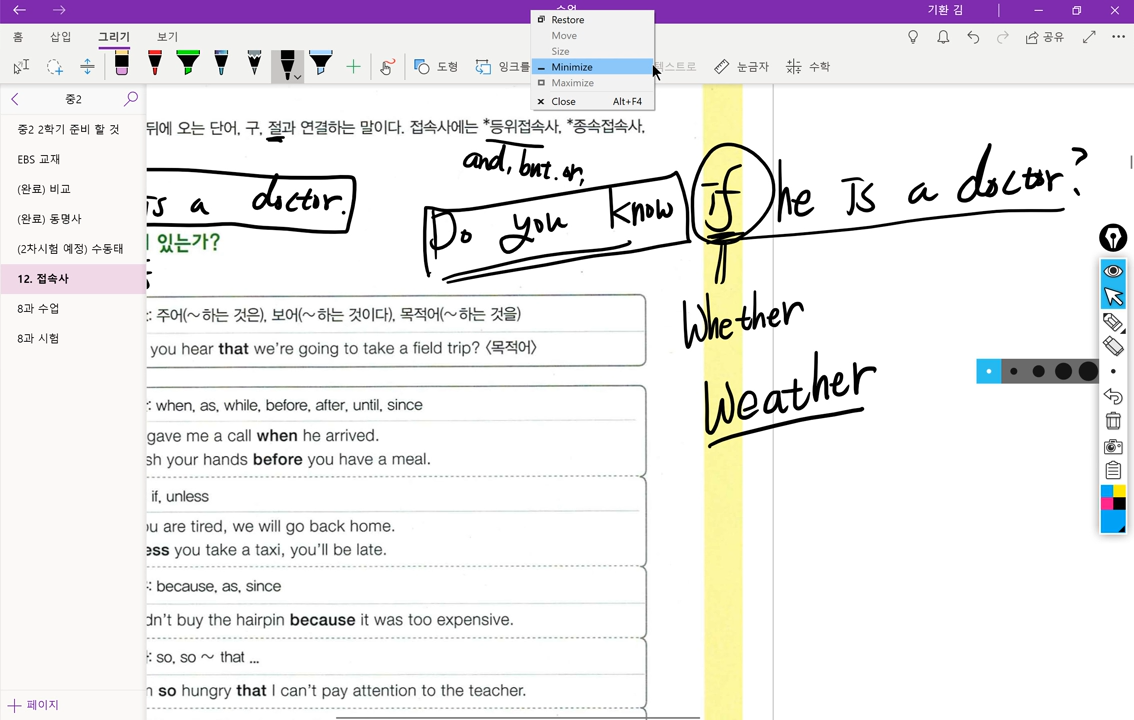 기환 김
Restore
Move
Size
Minimize
Maximize
Close Alt+F4
홈 삽입 그리기 보기
공유
도형 잉크를 텍스트로 눈금자 수학
중2
중2 2학기 준비 할 것
EBS 교재
(완료) 비교
(완료) 동명사
(2차시험 예정) 수동태
12. 접속사
8과 수업
8과 시험
페이지
뒤에 오는 단어, 구, 절과 연결하는 말이다. 접속사에는 *등위접속사, *종속접속사,
and, but. or,
is a doctor.
Do you know if he is a doctor?
있는가?
Whether
Weather
: 주어(～하는 것은), 보어(～하는 것이다), 목적어(～하는 것을)
you hear that we're going to take a field trip? 〈목적어〉
: when, as, while, before, after, until, since
gave me a call when he arrived.
sh your hands before you have a meal.
if, unless
ou are tired, we will go back home.
ess you take a taxi, you'll be late.
: because, as, since
dn't buy the hairpin because it was too expensive.
: so, so ～ that ...
so hungry that I can't pay attention to the teacher.